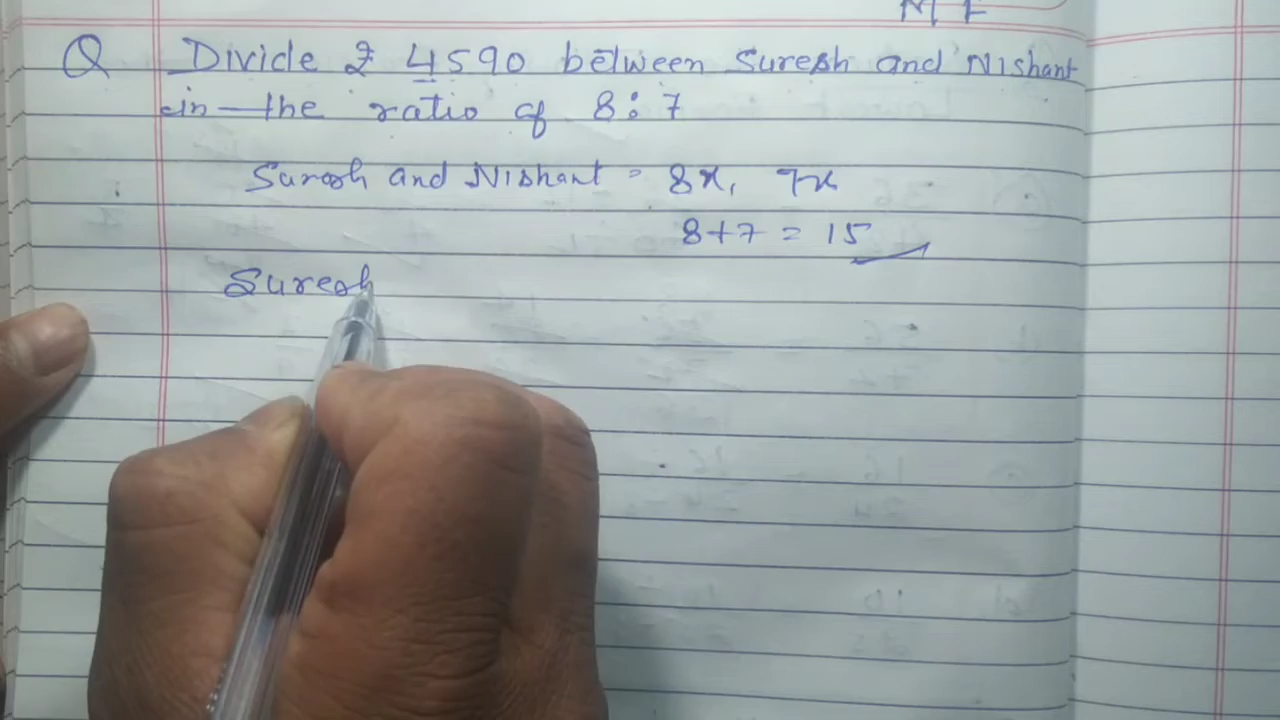 M F
Q Divide ₹ 4590 between Suresh and Nishant
in the ratio of 8:7
Suresh and Nishant = 8x, 7x
8+7 = 15
Suresh